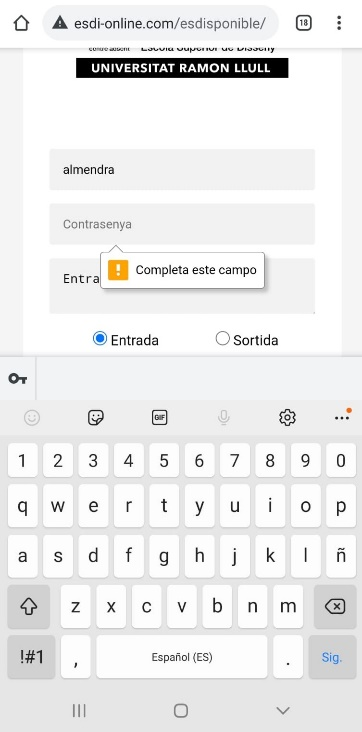 esdi-online.com/esdisponible/
18
centre adscrit Escola Superior de Disseny
UNIVERSITAT RAMON LLULL
almendra
Contrasenya
Completa este campo
Entra
Entrada
Sortida
GIF
1 2 3 4 5 6 7 8 9 0
q w e r t y u i o p
a s d f g h j k l ñ
z x c v b n m
!#1 , Español (ES) . Sig.